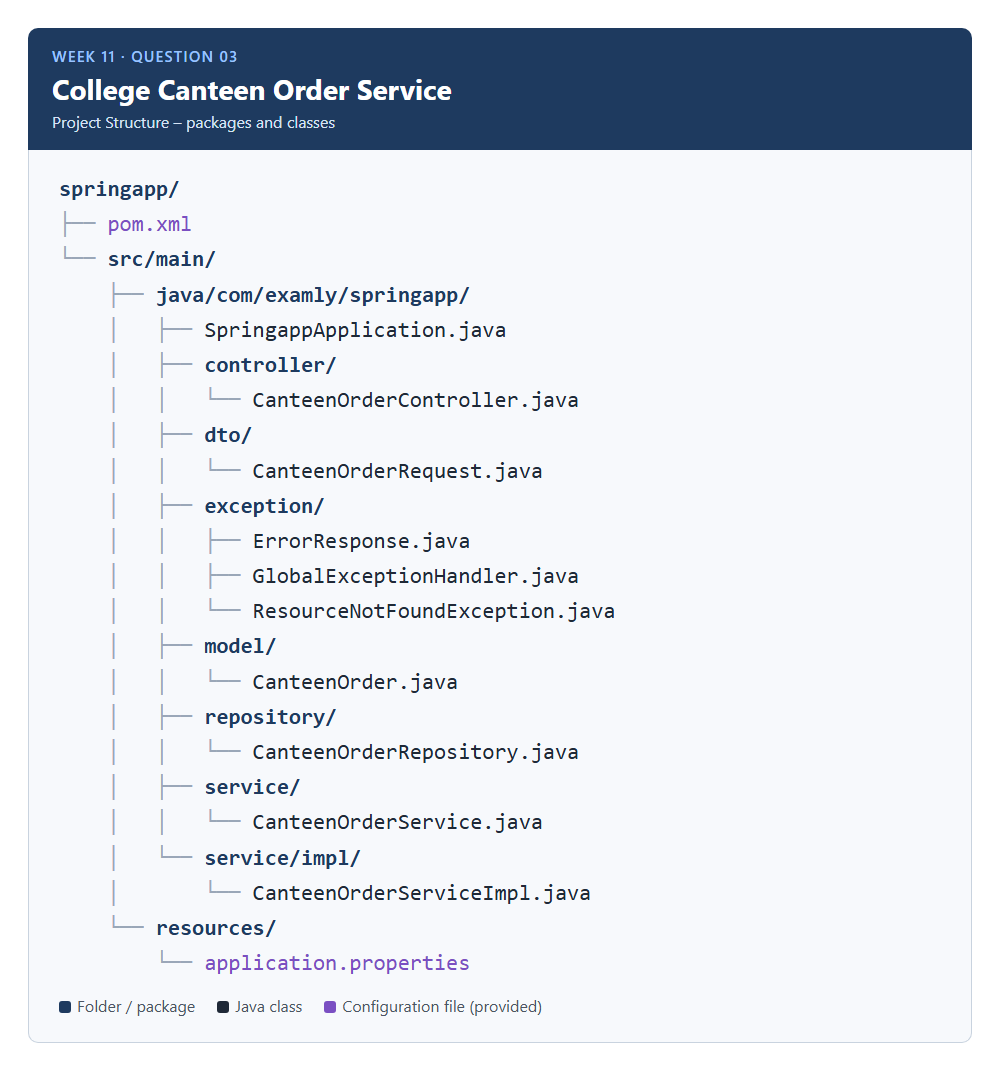 WEEK 11 · QUESTION 03
College Canteen Order Service
Project Structure – packages and classes
springapp/
├── pom.xml
└── src/main/
    ├── java/com/examly/springapp/
    │   ├── SpringappApplication.java
    │   ├── controller/
    │   │   └── CanteenOrderController.java
    │   ├── dto/
    │   │   └── CanteenOrderRequest.java
    │   ├── exception/
    │   │   ├── ErrorResponse.java
    │   │   ├── GlobalExceptionHandler.java
    │   │   └── ResourceNotFoundException.java
    │   ├── model/
    │   │   └── CanteenOrder.java
    │   ├── repository/
    │   │   └── CanteenOrderRepository.java
    │   ├── service/
    │   │   └── CanteenOrderService.java
    │   └── service/impl/
    │       └── CanteenOrderServiceImpl.java
    └── resources/
        └── application.properties
Folder / package Java class Configuration file (provided)